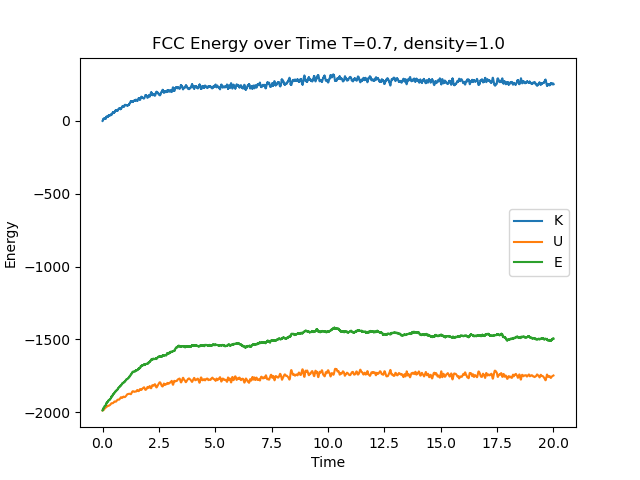 FCC Energy over Time T=0.7, density=1.0
0
−500
−1000
−1500
−2000
Energy
K
U
E
0.0 2.5 5.0 7.5 10.0 12.5 15.0 17.5 20.0
Time